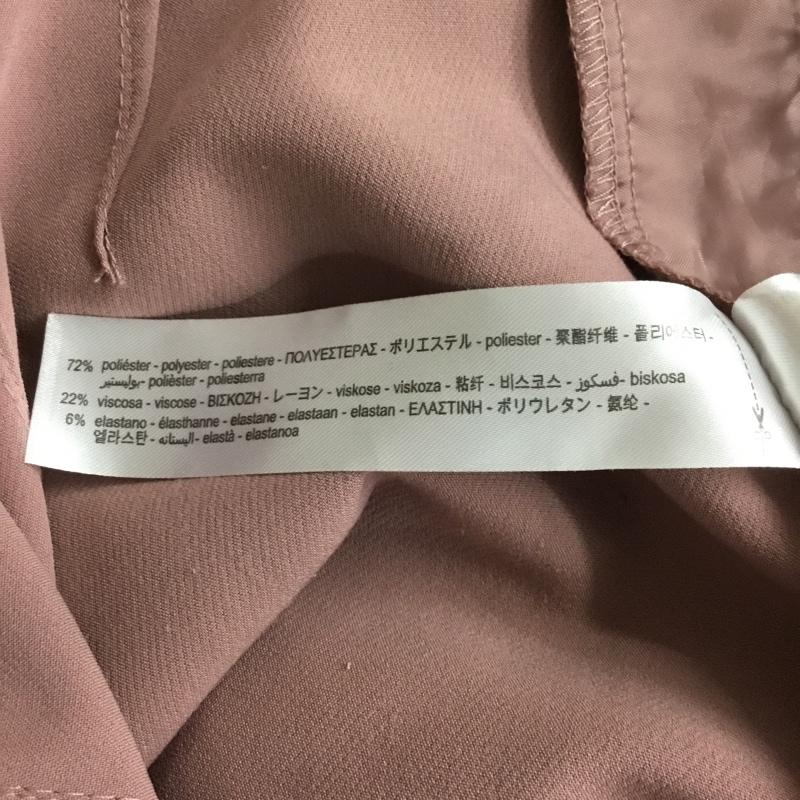 72% poliéster - polyester - poliestere - ΠΟΛΥΕΣΤΕΡΑΣ - ポリエステル - poliester - 聚酯纤维 - 폴리에스터 -
بوليستير - polièster - poliesterra
22% viscosa - viscose - ΒΙΣΚΟΖΗ - レーヨン - viskose - viskoza - 粘纤 - 비스코스 - فسكوز - biskosa
6% elastano - élasthanne - elastane - elastaan - elastan - ΕΛΑΣΤΙΝΗ - ポリウレタン - 氨纶 -
엘라스탄 - اليستانه - elastà - elastanoa